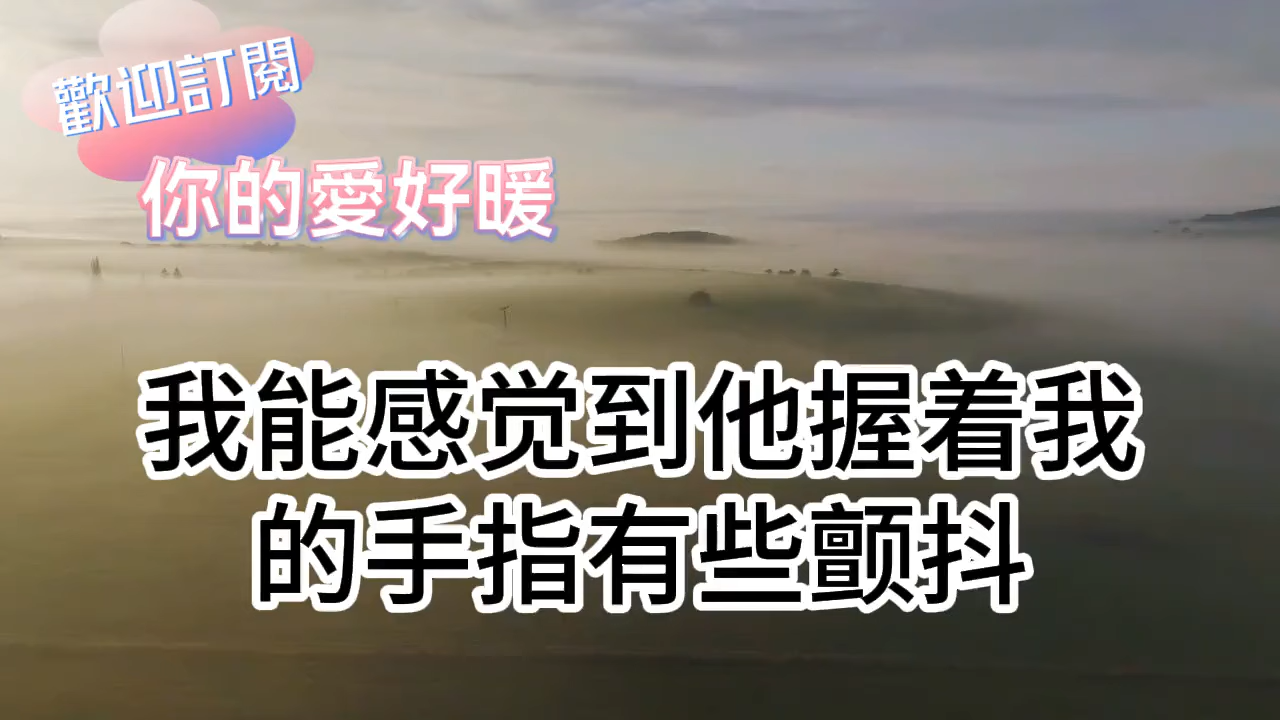 歡迎訂閱
你的愛好暖
我能感觉到他握着我
的手指有些颤抖